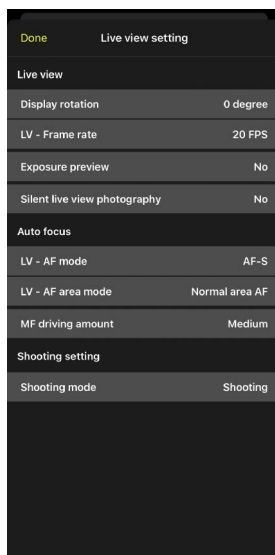 Done Live view setting
Live view
Display rotation 0 degree
LV - Frame rate 20 FPS
Exposure preview No
Silent live view photography No
Auto focus
LV - AF mode AF-S
LV - AF area mode Normal area AF
MF driving amount Medium
Shooting setting
Shooting mode Shooting